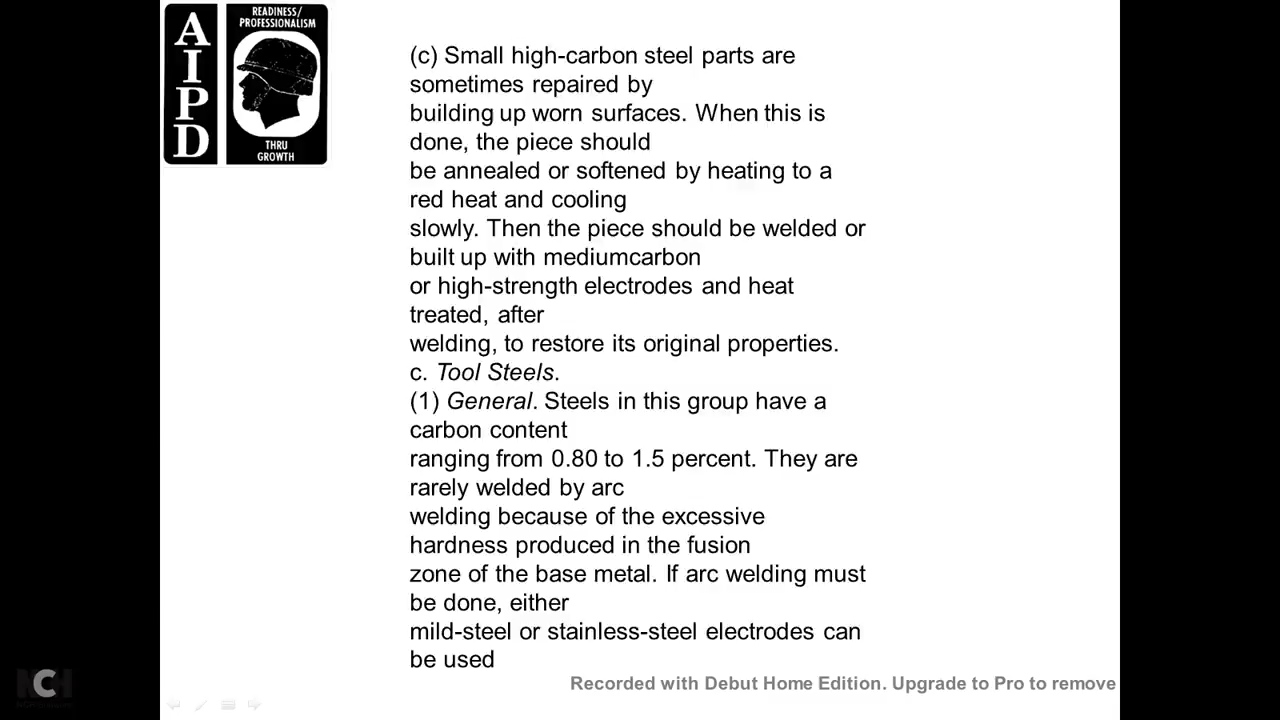 AIPD
READINESS/
PROFESSIONALISM
THRU
GROWTH
(c) Small high-carbon steel parts are
sometimes repaired by
building up worn surfaces. When this is
done, the piece should
be annealed or softened by heating to a
red heat and cooling
slowly. Then the piece should be welded or
built up with mediumcarbon
or high-strength electrodes and heat
treated, after
welding, to restore its original properties.
c. Tool Steels.
(1) General. Steels in this group have a
carbon content
ranging from 0.80 to 1.5 percent. They are
rarely welded by arc
welding because of the excessive
hardness produced in the fusion
zone of the base metal. If arc welding must
be done, either
mild-steel or stainless-steel electrodes can
be used
NCH
Recorded with Debut Home Edition. Upgrade to Pro to remove